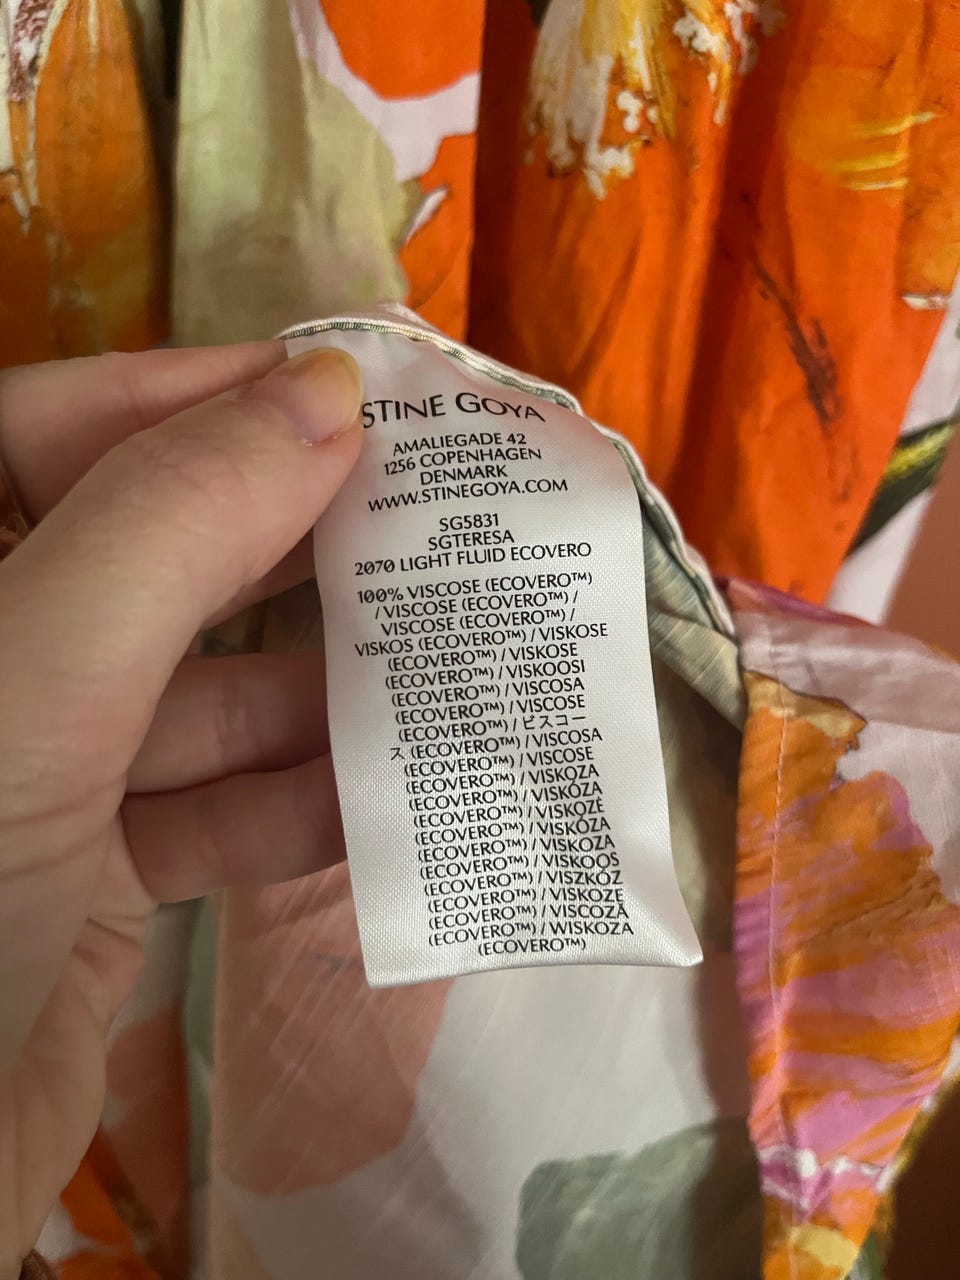 STINE GOYA
AMALIEGADE 42
1256 COPENHAGEN
DENMARK
WWW.STINEGOYA.COM
SG5831
SGTERESA
2070 LIGHT FLUID ECOVERO
100% VISCOSE (ECOVERO™)
/ VISCOSE (ECOVERO™) /
VISCOSE (ECOVERO™) /
VISKOS (ECOVERO™) / VISKOSE
(ECOVERO™) / VISKOSE
(ECOVERO™) / VISKOOSI
(ECOVERO™) / VISCOSA
(ECOVERO™) / VISCOSE
(ECOVERO™) / ビスコー
ス (ECOVERO™) / VISCOSA
(ECOVERO™) / VISCOSE
(ECOVERO™) / VISKOZA
(ECOVERO™) / VISKÓZA
(ECOVERO™) / VISKOZĖ
(ECOVERO™) / VISKÓZA
(ECOVERO™) / VISKOZA
(ECOVERO™) / VISKOOS
(ECOVERO™) / VISZKÓZ
(ECOVERO™) / VISKOZE
(ECOVERO™) / VISCOZĂ
(ECOVERO™) / WISKOZA
(ECOVERO™)